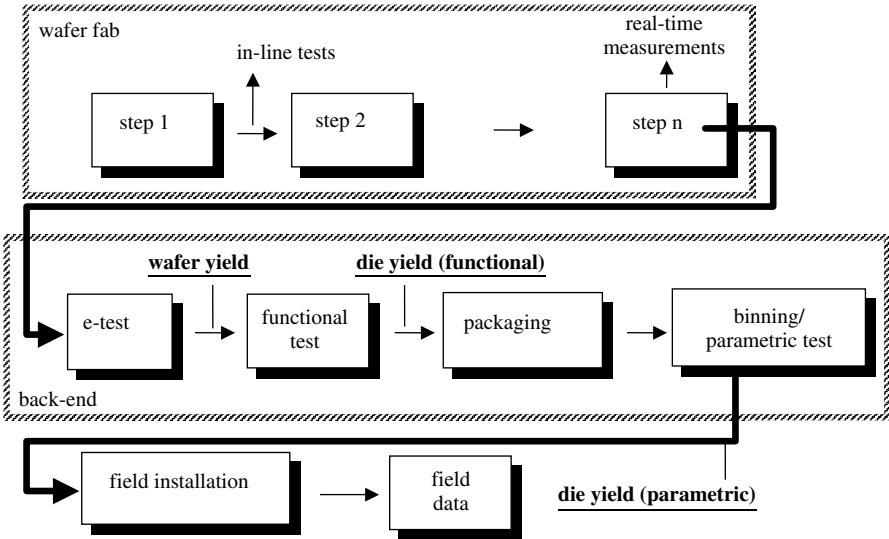 wafer fab
in-line tests
real-time
measurements
step 1
step 2
step n
wafer yield
die yield (functional)
e-test
functional
test
packaging
binning/
parametric test
back-end
field installation
field
data
die yield (parametric)